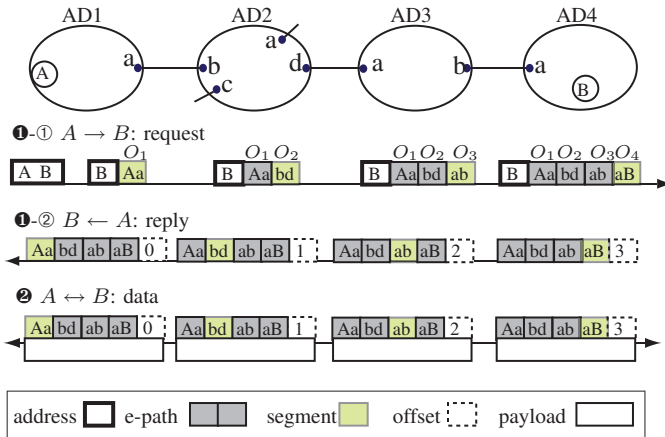 AD1 AD2 AD3 AD4
A a b c a d a b a B
❶-① A → B: request
O₁ O₁ O₂ O₁ O₂ O₃ O₁ O₂ O₃ O₄
A B B Aa B Aa bd B Aa bd ab B Aa bd ab aB
❶-② B ← A: reply
Aa bd ab aB 0 Aa bd ab aB 1 Aa bd ab aB 2 Aa bd ab aB 3
❷ A ↔ B: data
Aa bd ab aB 0 Aa bd ab aB 1 Aa bd ab aB 2 Aa bd ab aB 3
address e-path segment offset payload